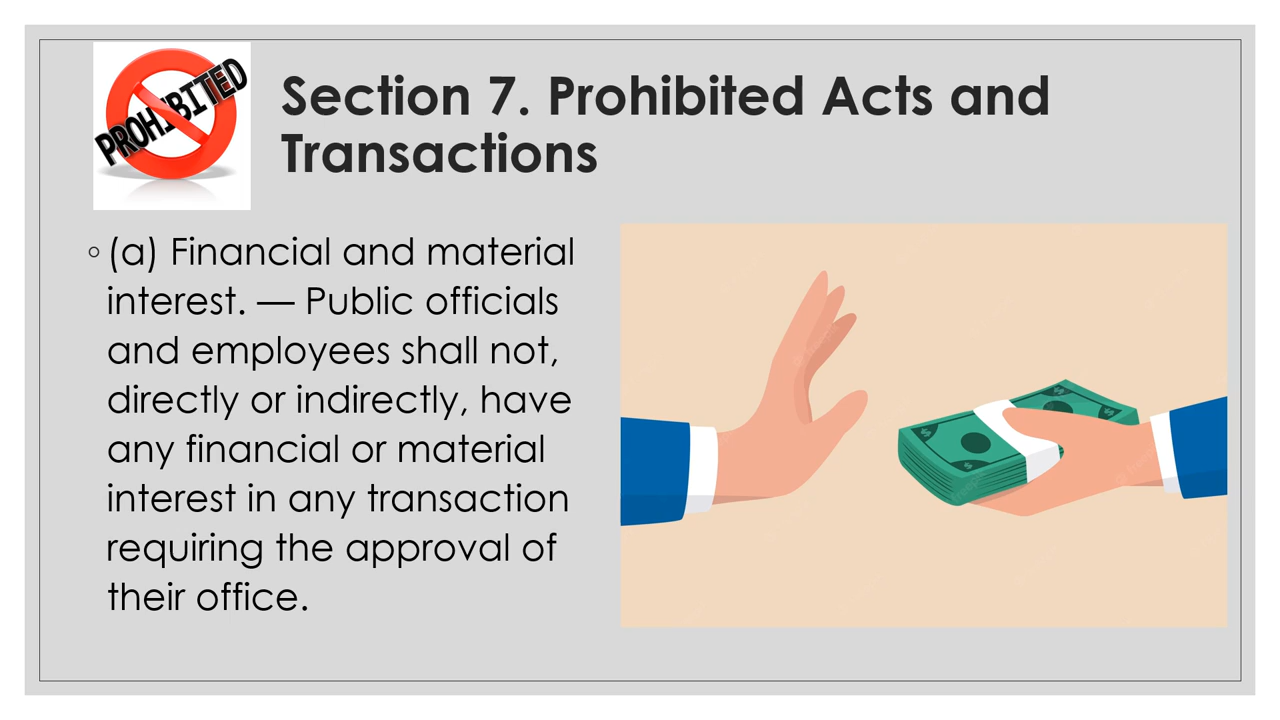 PROHIBITED
Section 7. Prohibited Acts and
Transactions
◦ (a) Financial and material
interest. — Public officials
and employees shall not,
directly or indirectly, have
any financial or material
interest in any transaction
requiring the approval of
their office.